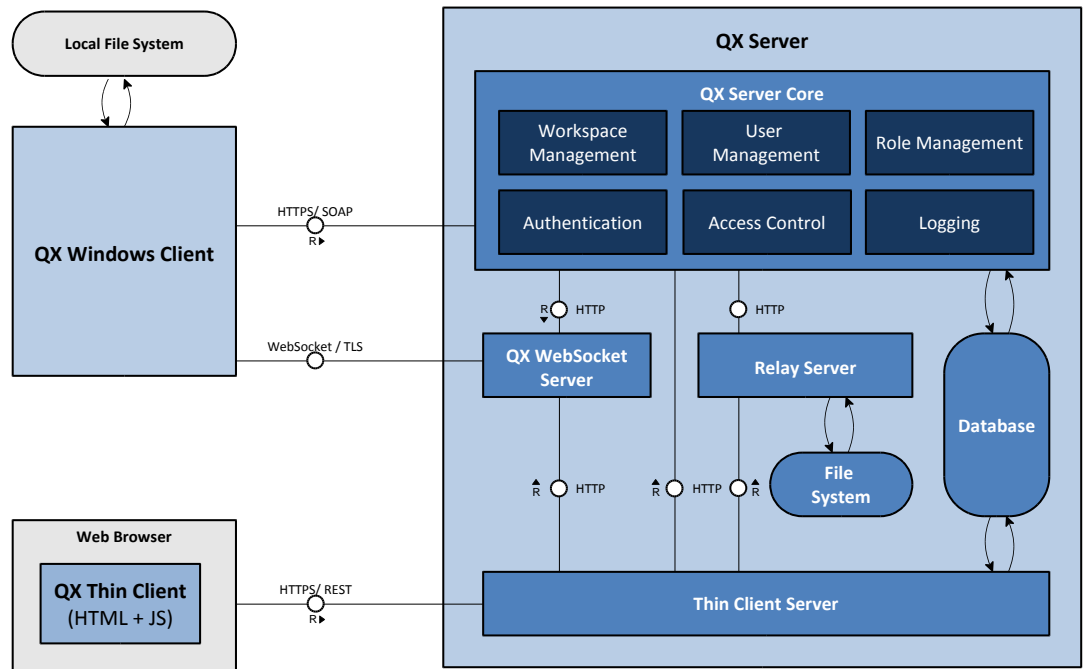 Local File System
QX Windows Client
HTTPS/ SOAP
R
WebSocket / TLS
QX Server
QX Server Core
Workspace
Management
User
Management
Role Management
Authentication
Access Control
Logging
R
HTTP
HTTP
QX WebSocket
Server
Relay Server
Database
File
System
R
HTTP
R
HTTP
R
Web Browser
QX Thin Client
(HTML + JS)
HTTPS/ REST
R
Thin Client Server